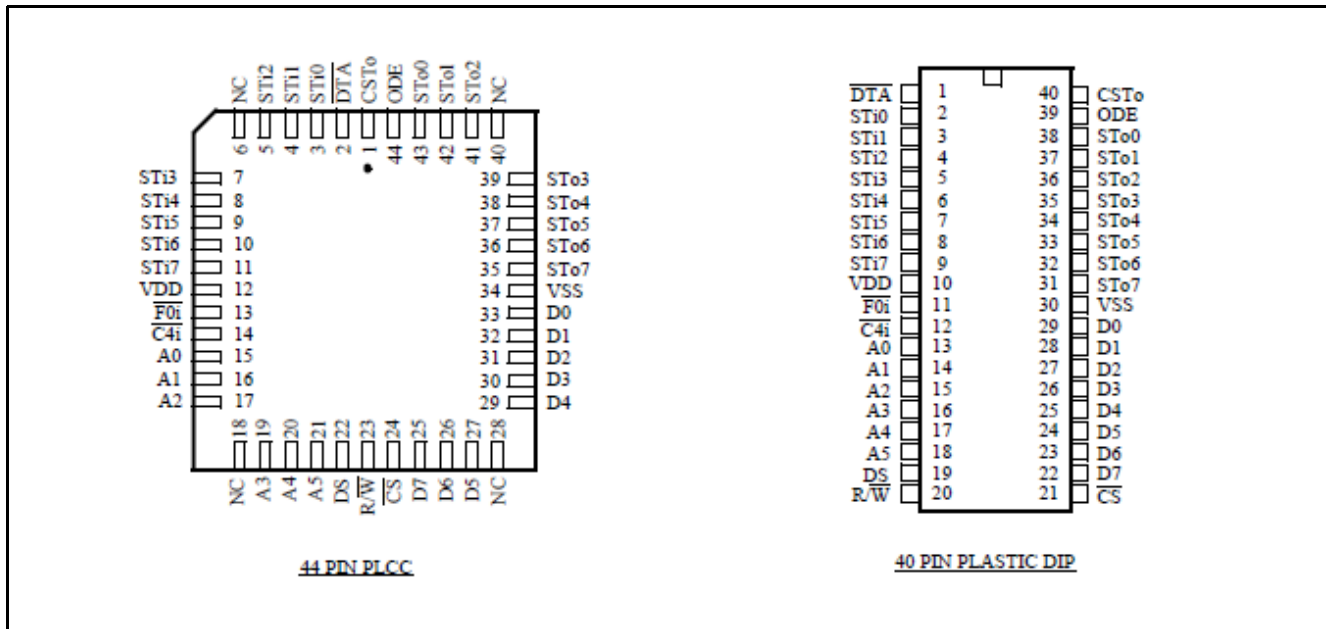 NC STi2 STi1 STi0 DTA CSTo ODE STo0 STo1 STo2 NC
6 5 4 3 2 1 44 43 42 41 40
STi3 7 39 STo3
STi4 8 38 STo4
STi5 9 37 STo5
STi6 10 36 STo6
STi7 11 35 STo7
VDD 12 34 VSS
F0i 13 33 D0
C4i 14 32 D1
A0 15 31 D2
A1 16 30 D3
A2 17 29 D4
18 19 20 21 22 23 24 25 26 27 28
NC A3 A4 A5 DS R/W CS D7 D6 D5 NC
44 PIN PLCC
DTA 1 40 CSTo
STi0 2 39 ODE
STi1 3 38 STo0
STi2 4 37 STo1
STi3 5 36 STo2
STi4 6 35 STo3
STi5 7 34 STo4
STi6 8 33 STo5
STi7 9 32 STo6
VDD 10 31 STo7
F0i 11 30 VSS
C4i 12 29 D0
A0 13 28 D1
A1 14 27 D2
A2 15 26 D3
A3 16 25 D4
A4 17 24 D5
A5 18 23 D6
DS 19 22 D7
R/W 20 21 CS
40 PIN PLASTIC DIP